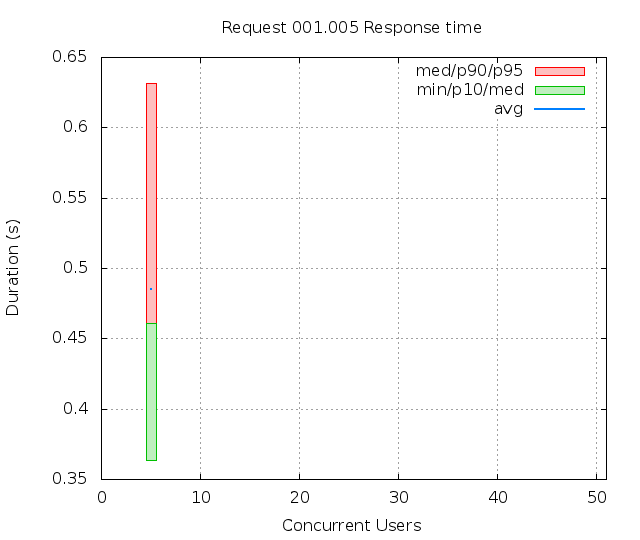 Request 001.005 Response time
0.65
0.6
0.55
0.5
0.45
0.4
0.35
Duration (s)
med/p90/p95
min/p10/med
avg
0 10 20 30 40 50
Concurrent Users